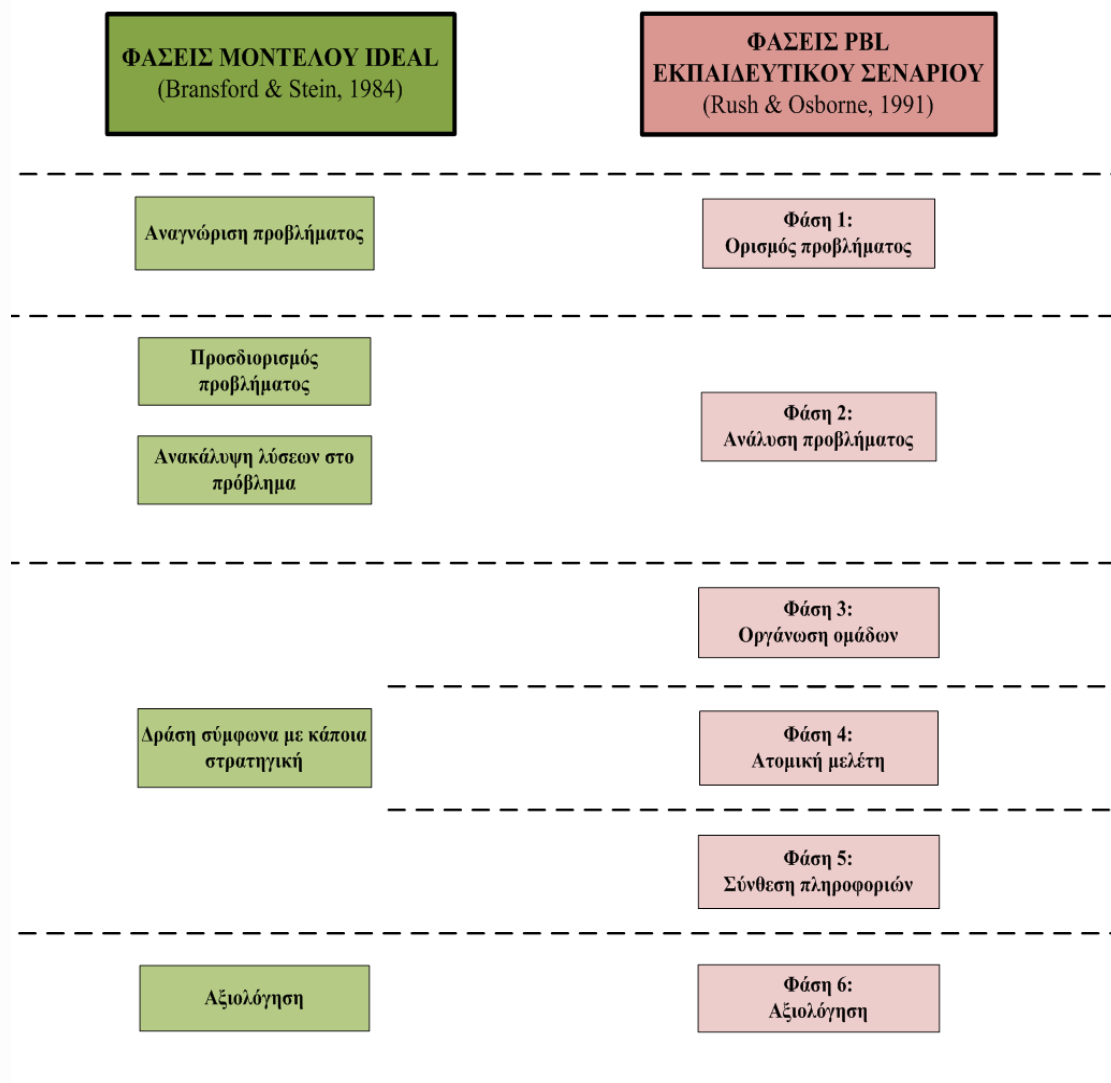 ΦΑΣΕΙΣ ΜΟΝΤΕΛΟΥ IDEAL
(Bransford & Stein, 1984)
ΦΑΣΕΙΣ PBL
ΕΚΠΑΙΔΕΥΤΙΚΟΥ ΣΕΝΑΡΙΟΥ
(Rush & Osborne, 1991)
Αναγνώριση προβλήματος
Φάση 1:
Ορισμός προβλήματος
Προσδιορισμός
προβλήματος
Ανακάλυψη λύσεων στο
πρόβλημα
Φάση 2:
Ανάλυση προβλήματος
Φάση 3:
Οργάνωση ομάδων
Δράση σύμφωνα με κάποια
στρατηγική
Φάση 4:
Ατομική μελέτη
Φάση 5:
Σύνθεση πληροφοριών
Αξιολόγηση
Φάση 6:
Αξιολόγηση